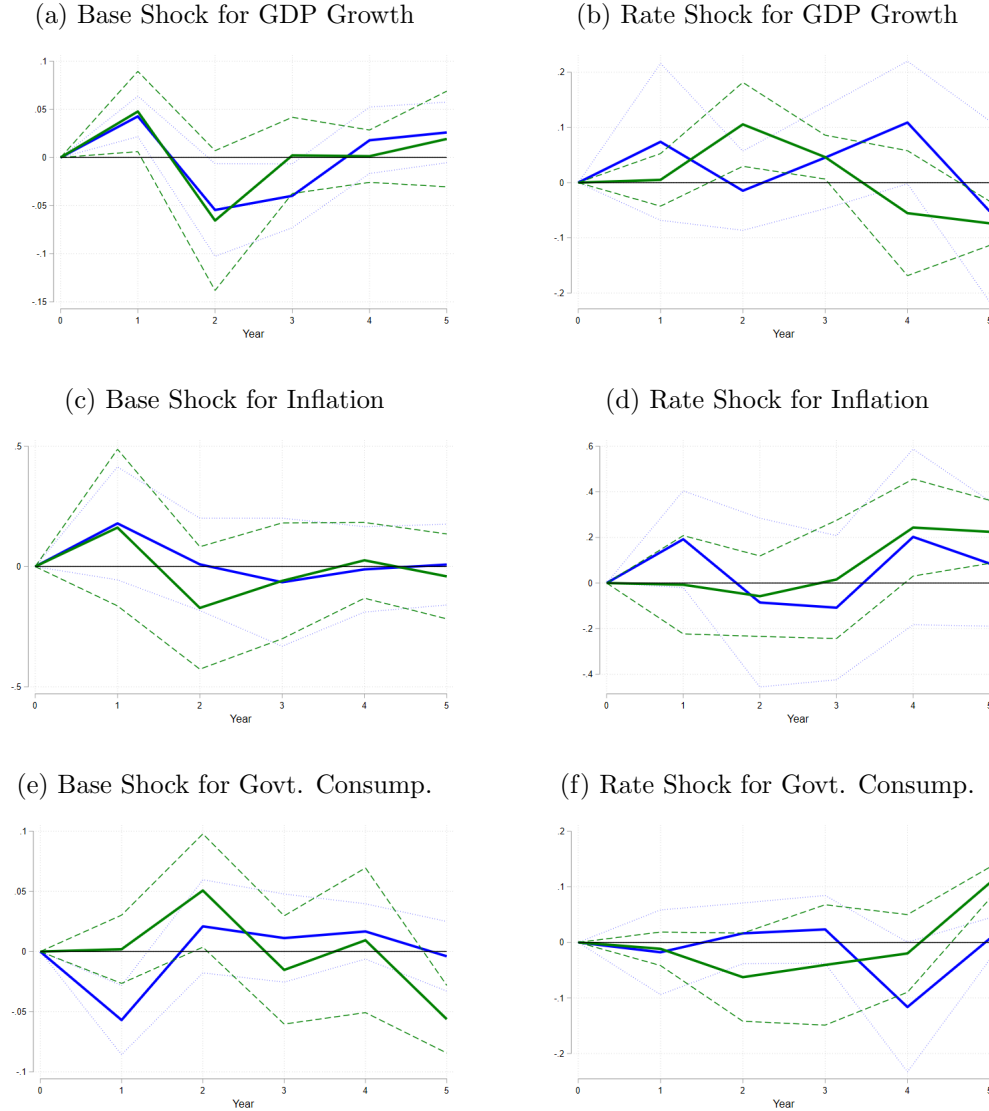 (a) Base Shock for GDP Growth
(b) Rate Shock for GDP Growth
.1
.05
0
-.05
-.1
-.15
0 1 2 3 4 5
Year
.2
.1
0
-.1
-.2
0 1 2 3 4 5
Year
(c) Base Shock for Inflation
(d) Rate Shock for Inflation
.5
0
-.5
0 1 2 3 4 5
Year
.6
.4
.2
0
-.2
-.4
0 1 2 3 4 5
Year
(e) Base Shock for Govt. Consump.
(f) Rate Shock for Govt. Consump.
.1
.05
0
-.05
-.1
0 1 2 3 4 5
Year
.2
.1
0
-.1
-.2
0 1 2 3 4 5
Year